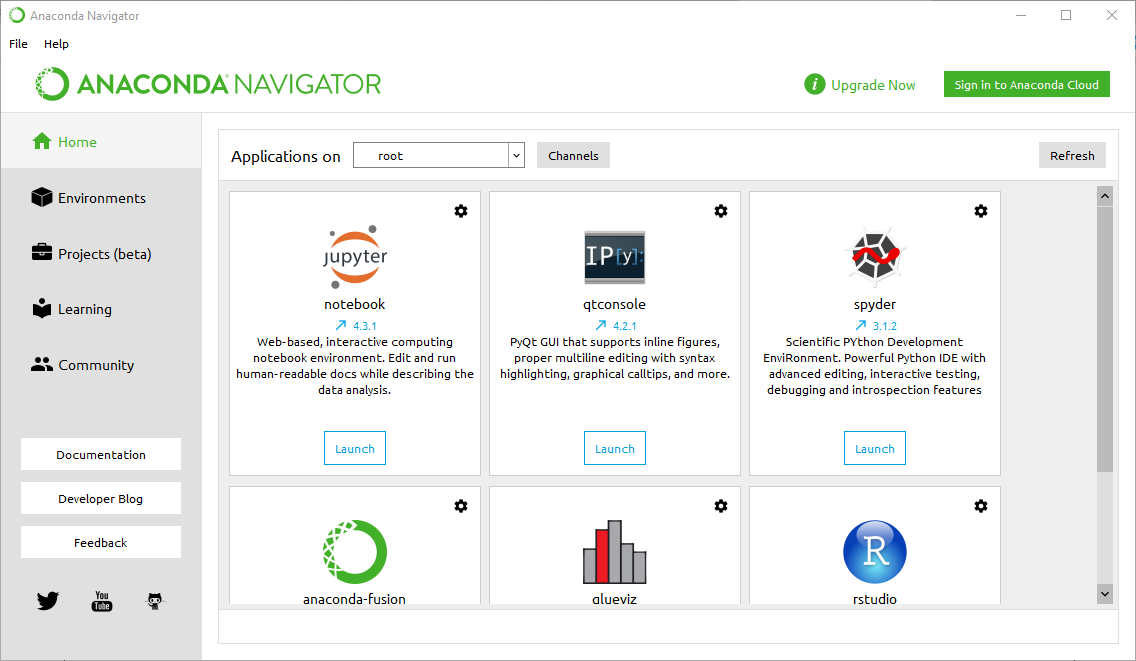 Anaconda Navigator
File Help
ANACONDA NAVIGATOR
i Upgrade Now
Sign in to Anaconda Cloud
Home
Environments
Projects (beta)
Learning
Community
Documentation
Developer Blog
Feedback
You
Tube
Applications on root Channels Refresh
jupyter
notebook
4.3.1
Web-based, interactive computing
notebook environment. Edit and run
human-readable docs while describing the
data analysis.
Launch
IP[y]:
qtconsole
4.2.1
PyQt GUI that supports inline figures,
proper multiline editing with syntax
highlighting, graphical calltips, and more.
Launch
spyder
3.1.2
Scientific PYthon Development
EnviRonment. Powerful Python IDE with
advanced editing, interactive testing,
debugging and introspection features
Launch
anaconda-fusion
glueviz
R
rstudio